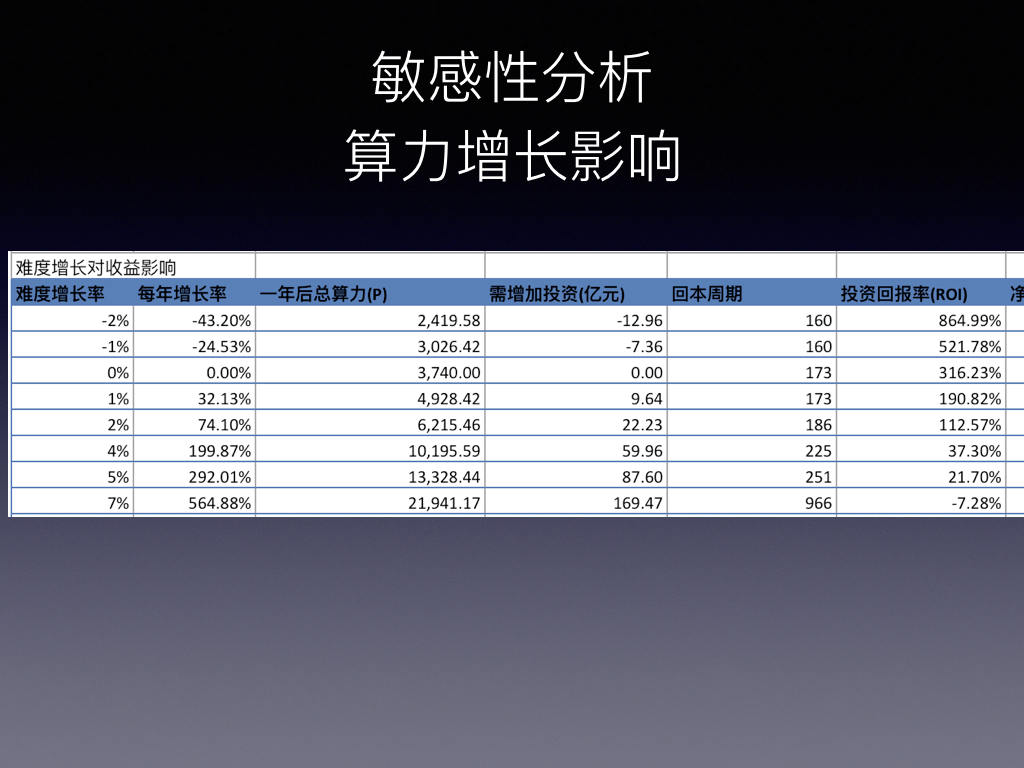 敏感性分析
算力增长影响
难度增长对收益影响
难度增长率 每年增长率 一年后总算力(P) 需增加投资(亿元) 回本周期 投资回报率(ROI) 净
-2% -43.20% 2,419.58 -12.96 160 864.99%
-1% -24.53% 3,026.42 -7.36 160 521.78%
0% 0.00% 3,740.00 0.00 173 316.23%
1% 32.13% 4,928.42 9.64 173 190.82%
2% 74.10% 6,215.46 22.23 186 112.57%
4% 199.87% 10,195.59 59.96 225 37.30%
5% 292.01% 13,328.44 87.60 251 21.70%
7% 564.88% 21,941.17 169.47 966 -7.28%